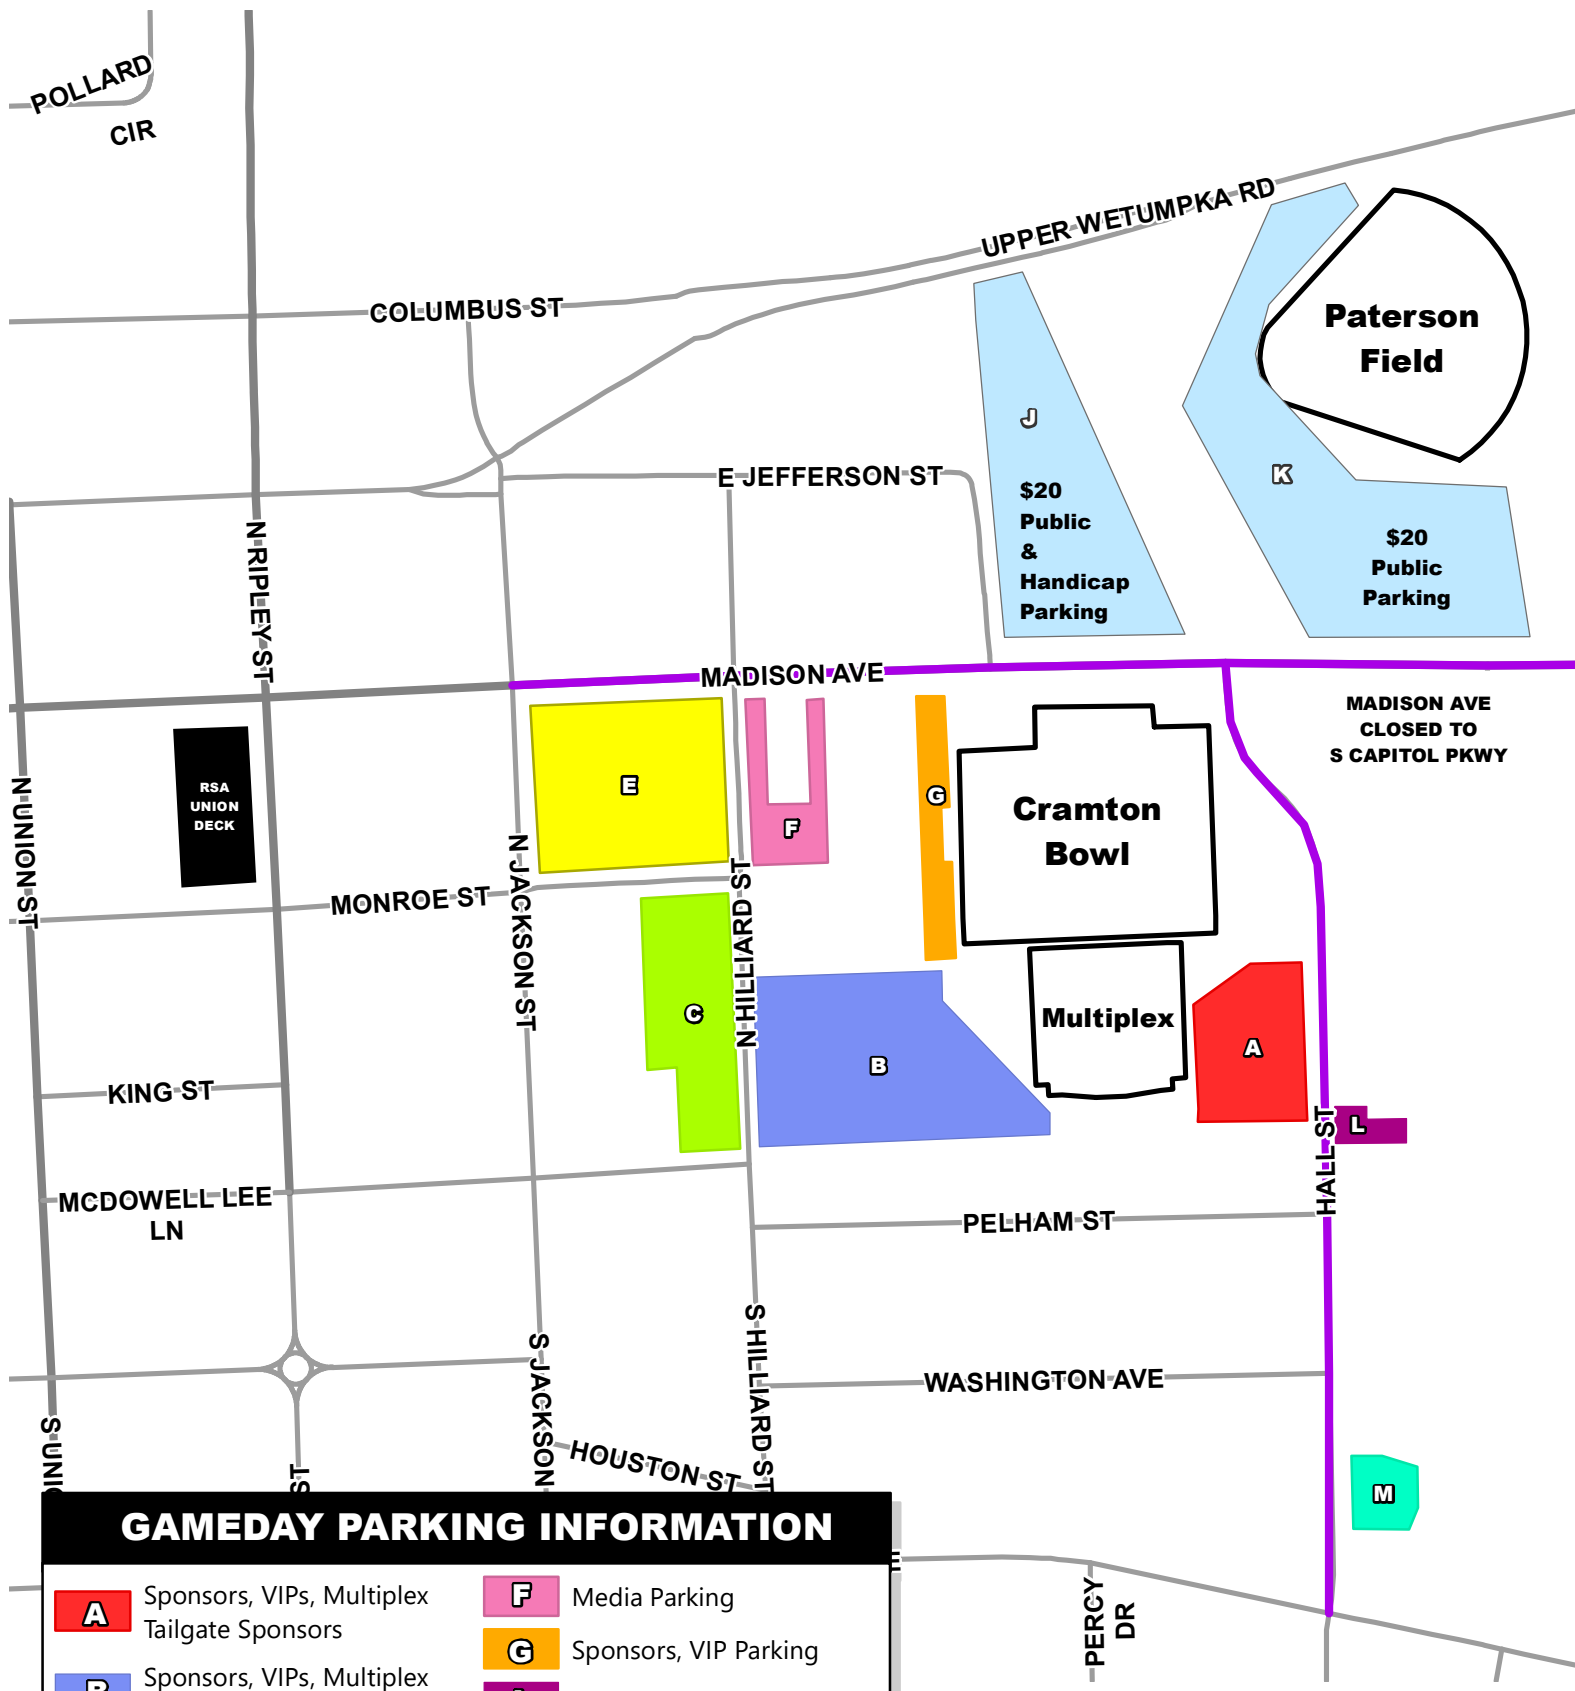 POLLARD
CIR
UPPER WETUMPKA RD
COLUMBUS ST
Paterson
Field
J
K
E JEFFERSON ST
$20
Public
&
Handicap
Parking
$20
Public
Parking
N RIPLEY ST
MADISON AVE
MADISON AVE
CLOSED TO
S CAPITOL PKWY
RSA
UNION
DECK
E
F
G
Cramton
Bowl
N UNION ST
MONROE ST
N JACKSON ST
N HILLIARD ST
C
B
Multiplex
A
L
KING ST
HALL ST
MCDOWELL LEE
LN
PELHAM ST
S HILLIARD ST
S JACKSON
WASHINGTON AVE
S UNIO
ST
HOUSTON ST
M
GAMEDAY PARKING INFORMATION
A
Sponsors, VIPs, Multiplex
Tailgate Sponsors
F
Media Parking
G
Sponsors, VIP Parking
B
Sponsors, VIPs, Multiplex
PERCY
DR